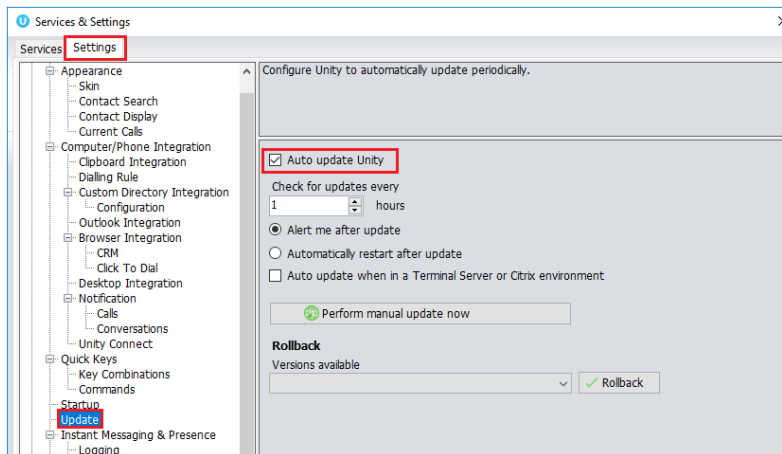 Services & Settings
Services Settings
Appearance
Skin
Contact Search
Contact Display
Current Calls
Computer/Phone Integration
Clipboard Integration
Dialling Rule
Custom Directory Integration
Configuration
Outlook Integration
Browser Integration
CRM
Click To Dial
Desktop Integration
Notification
Calls
Conversations
Unity Connect
Quick Keys
Key Combinations
Commands
Startup
Update
Instant Messaging & Presence
Logging
Configure Unity to automatically update periodically.
Auto update Unity
Check for updates every
1 hours
Alert me after update
Automatically restart after update
Auto update when in a Terminal Server or Citrix environment
Perform manual update now
Rollback
Versions available
Rollback